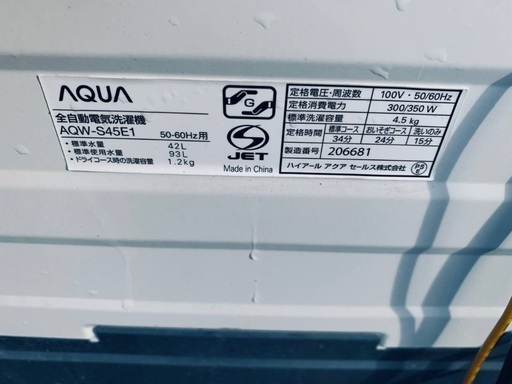 AQUA
全自動電気洗濯機
AQW-S45E1 50-60Hz用
・標準水量 42L
・標準使用水量 93L
・ドライコース時の洗濯容量 1.2kg
G
JET
Made in China
定格電圧・周波数 100V・50/60Hz
定格消費電力 300/350W
標準洗濯容量 4.5kg
定格時間 標準コース 34分 おいそぎコース 24分 洗いのみ 15分
製造番号 206681
ハイアール アクア セールス株式会社
PSE